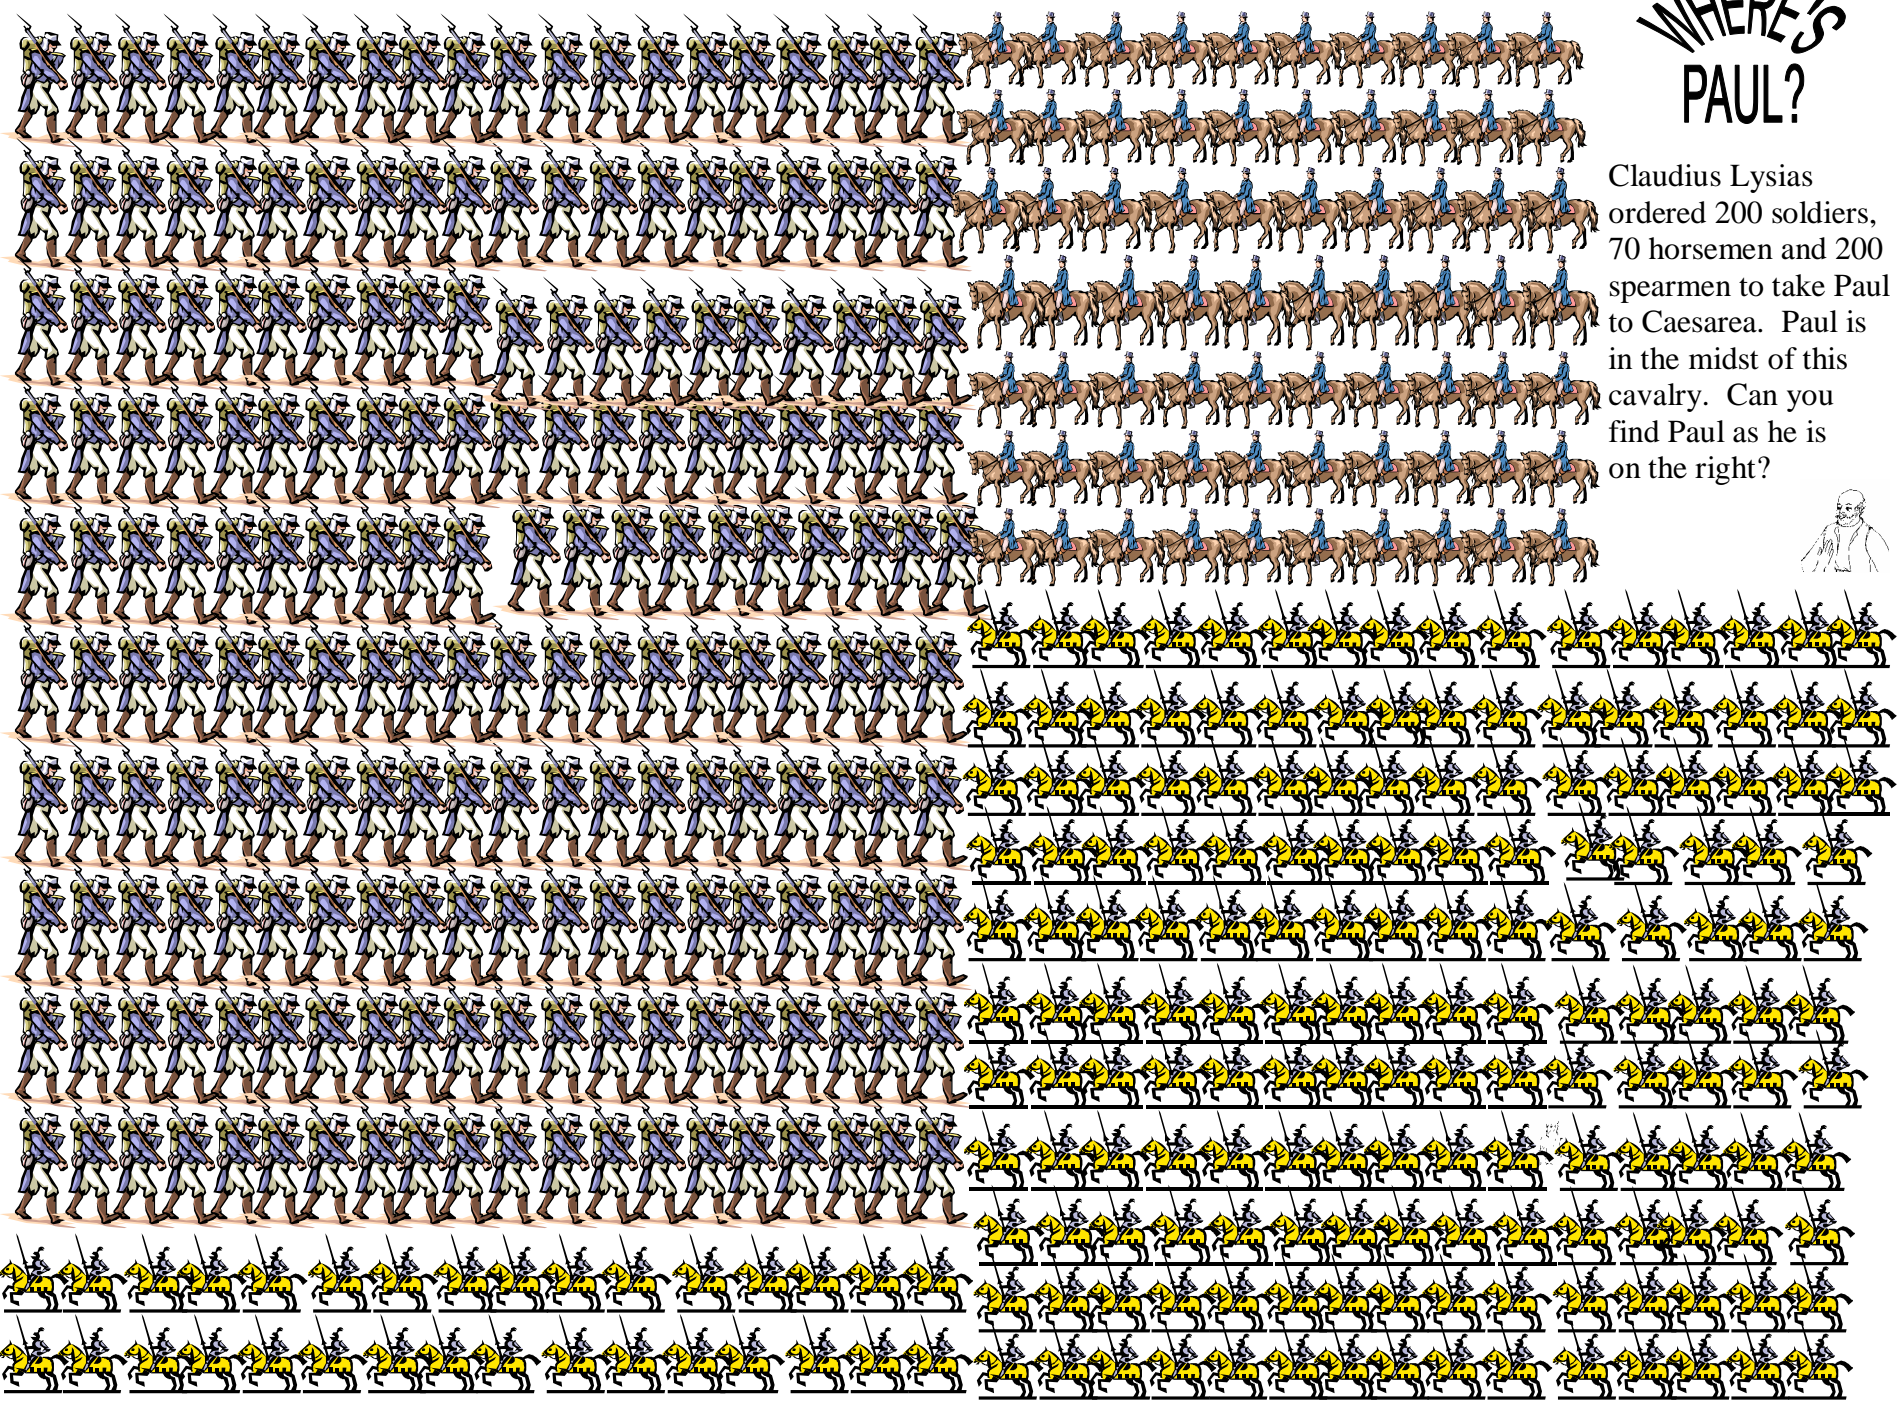 WHERE'S
PAUL?
Claudius Lysias
ordered 200 soldiers,
70 horsemen and 200
spearmen to take Paul
to Caesarea.  Paul is
in the midst of this
cavalry.  Can you
find Paul as he is
on the right?